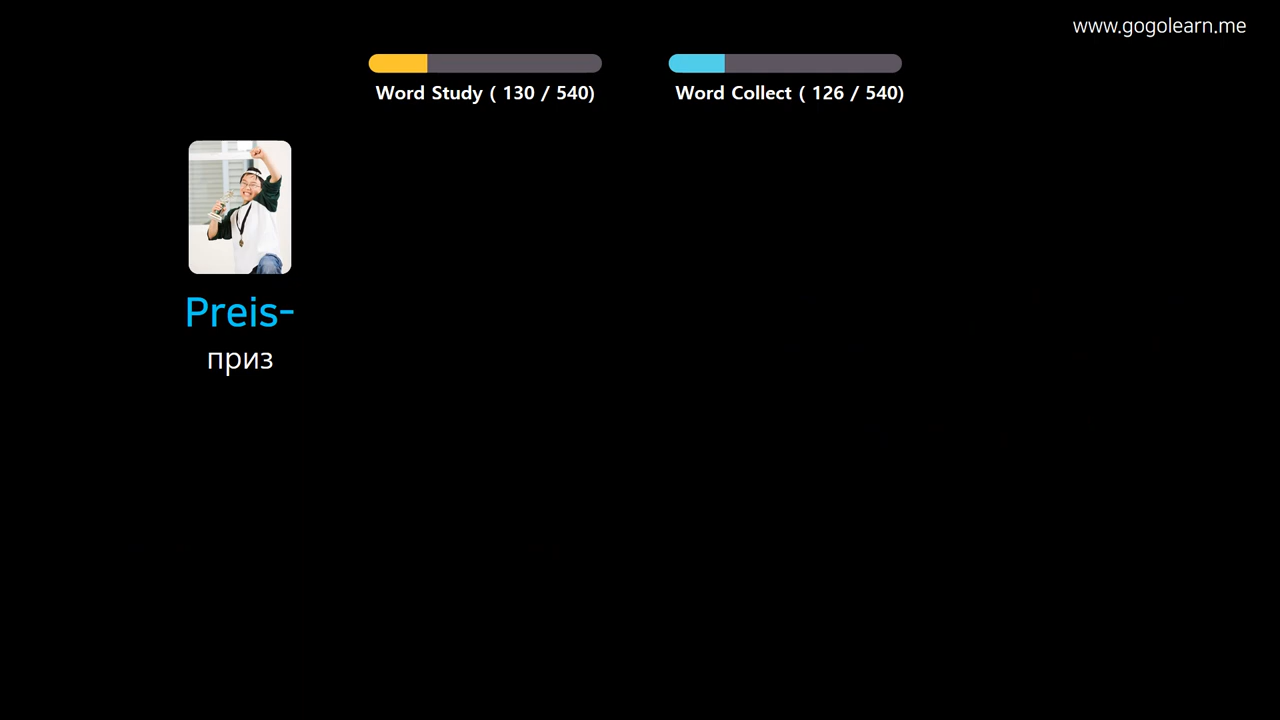 www.gogolearn.me
Word Study ( 130 / 540)
Word Collect ( 126 / 540)
Preis-
приз